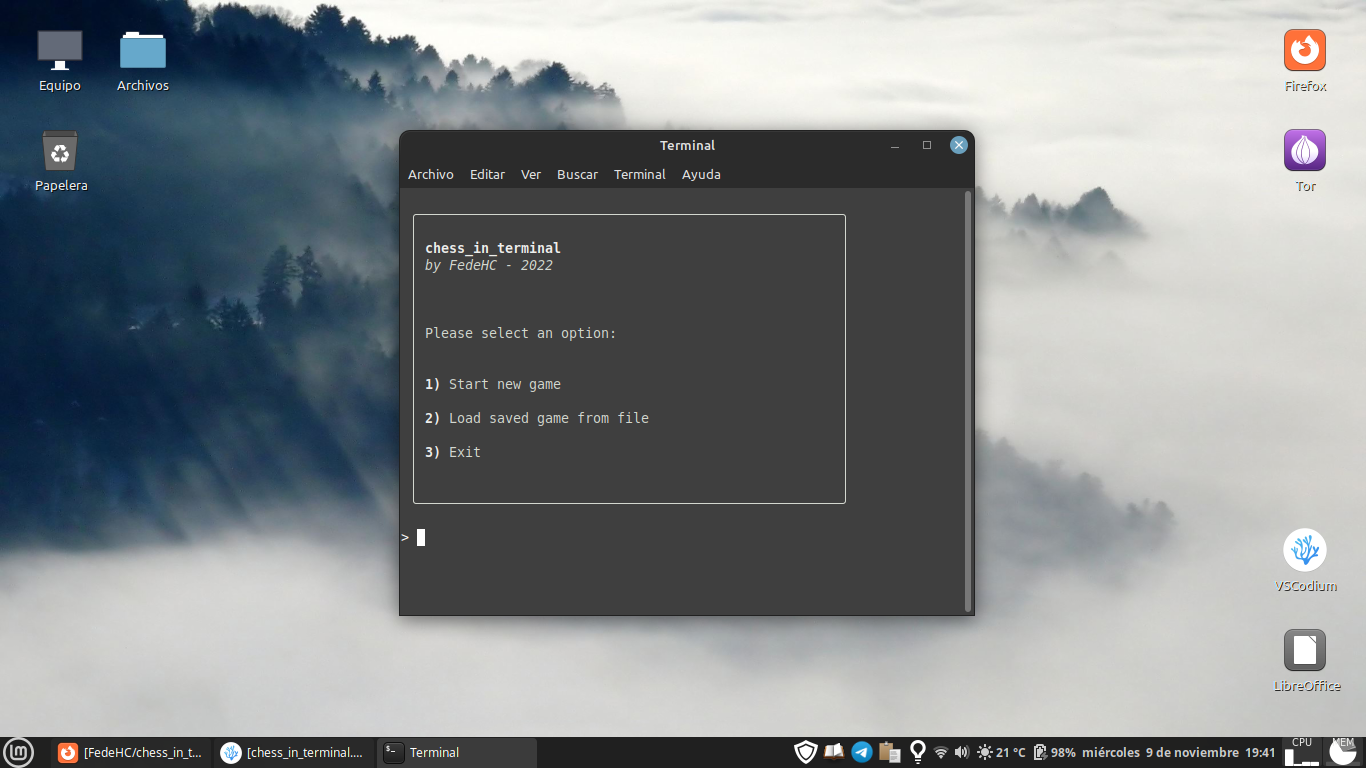 Equipo
Archivos
Papelera
Firefox
Tor
VSCodium
LibreOffice
Terminal
Archivo Editar Ver Buscar Terminal Ayuda
chess_in_terminal
by FedeHC - 2022
Please select an option:
1) Start new game
2) Load saved game from file
3) Exit
>
[FedeHC/chess_in_t... [chess_in_terminal.... Terminal 21 °C 98% miércoles 9 de noviembre 19:41 CPU MEM